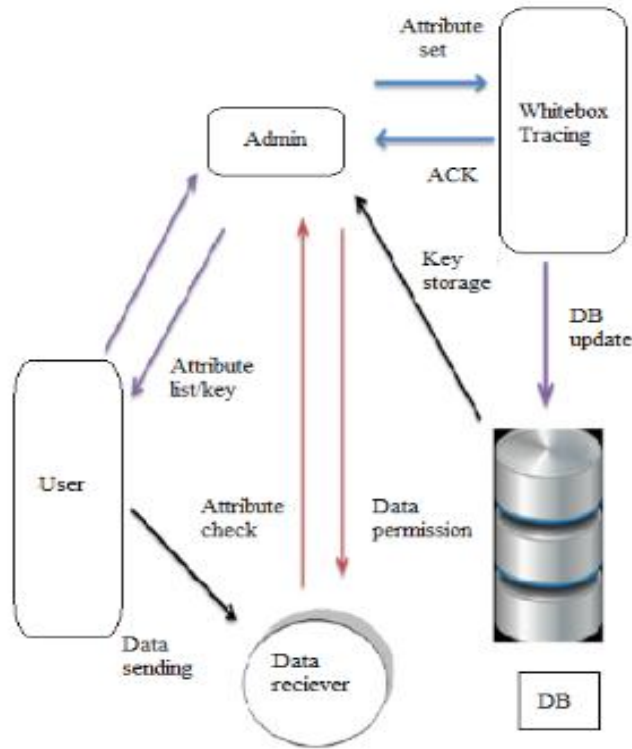 Attribute
set
Whitebox
Tracing
Admin
ACK
Key
storage
DB
update
Attribute
list/key
User
Attribute
check
Data
permission
Data
sending
Data
reciever
DB